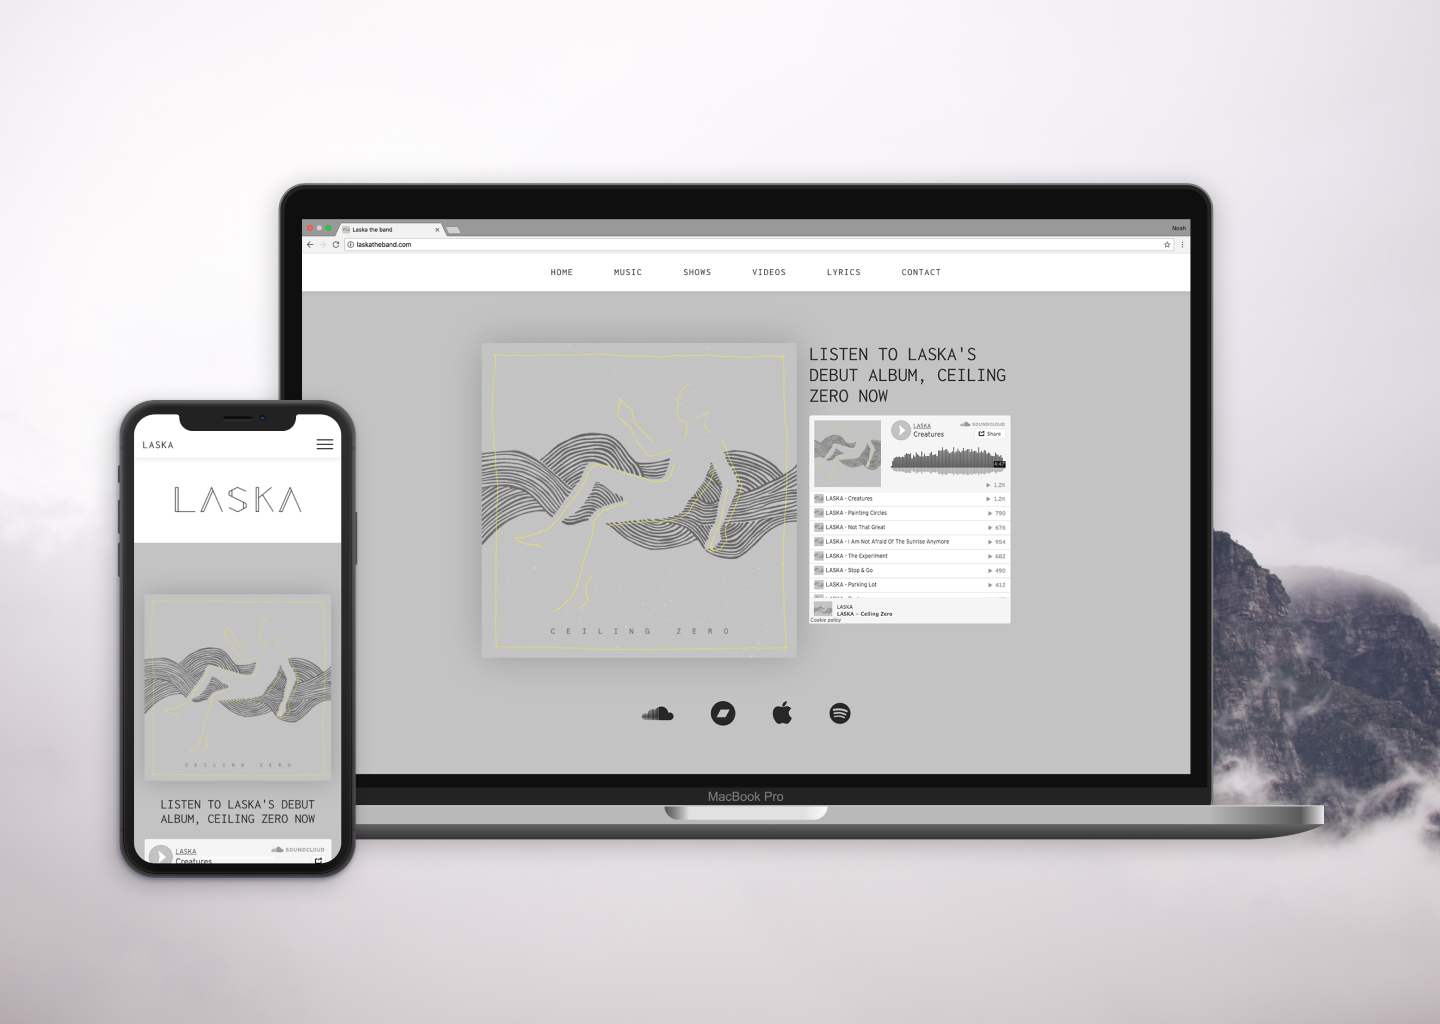 Laska the band
Noah
laskatheband.com
HOME MUSIC SHOWS VIDEOS LYRICS CONTACT
LISTEN TO LASKA'S
DEBUT ALBUM, CEILING
ZERO NOW
LASKA
Creatures
SOUNDCLOUD
Share
4:47
1.2K
LASKA - Creatures 1.2K
LASKA - Painting Circles 790
LASKA - Not That Great 676
LASKA - I Am Not Afraid Of The Sunrise Anymore 954
LASKA - The Experiment 682
LASKA - Stop & Go 490
LASKA - Parking Lot 412
LASKA
LASKA - Ceiling Zero
Cookie policy
CEILING ZERO
MacBook Pro
LASKA
LASKA
CEILING ZERO
LISTEN TO LASKA'S DEBUT
ALBUM, CEILING ZERO NOW
LASKA
SOUNDCLOUD
Creatures